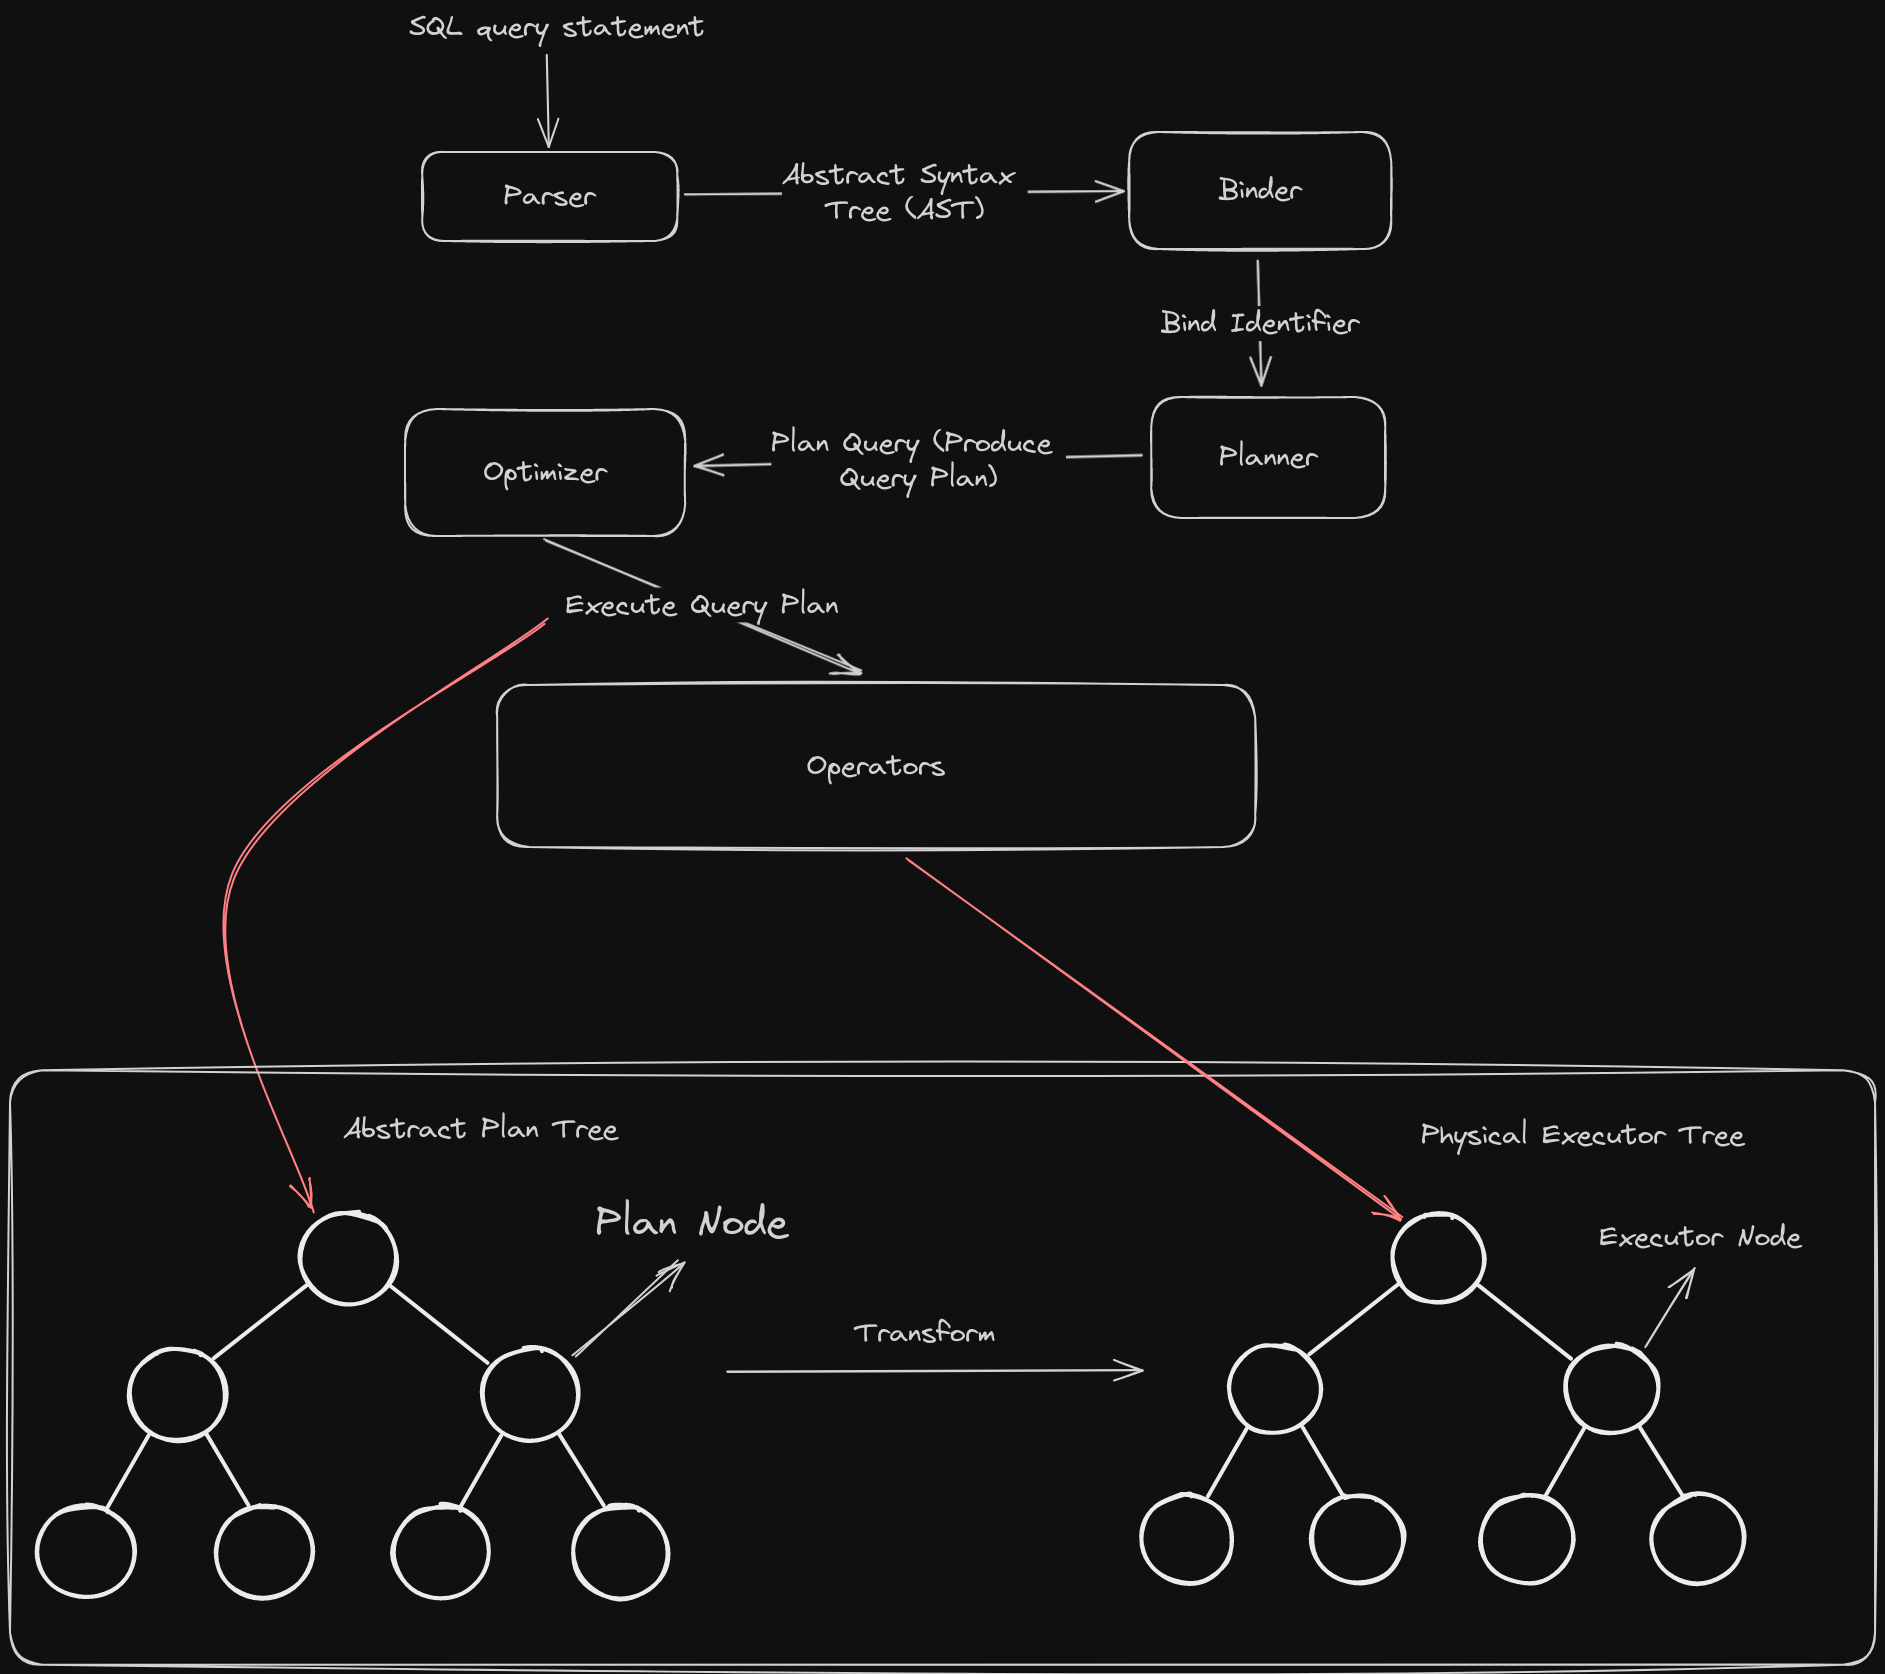 SQL query statement
Parser
Abstract Syntax
Tree (AST)
Binder
Bind Identifier
Planner
Plan Query (Produce
Query Plan)
Optimizer
Execute Query Plan
Operators
Abstract Plan Tree
Physical Executor Tree
Plan Node
Executor Node
Transform